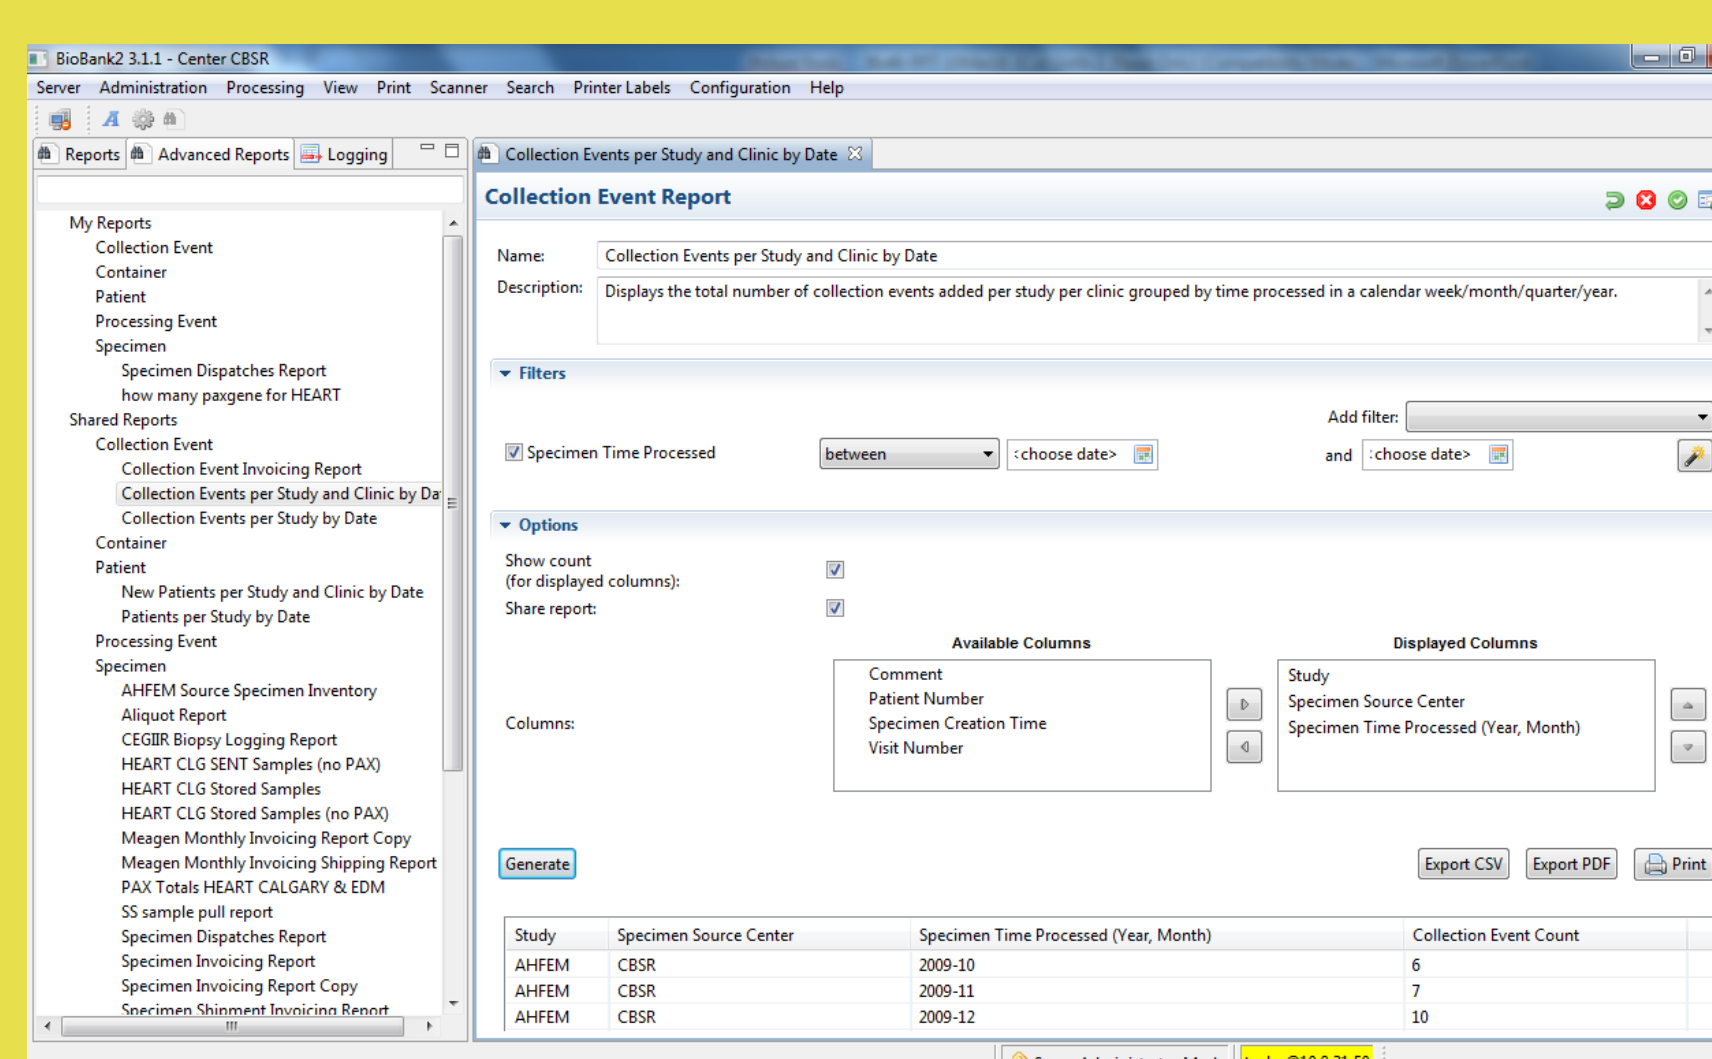 BioBank2 3.1.1 - Center CBSR
Server Administration Processing View Print Scanner Search Printer Labels Configuration Help
Reports Advanced Reports Logging
My Reports
Collection Event
Container
Patient
Processing Event
Specimen
Specimen Dispatches Report
how many paxgene for HEART
Shared Reports
Collection Event
Collection Event Invoicing Report
Collection Events per Study and Clinic by Da
Collection Events per Study by Date
Container
Patient
New Patients per Study and Clinic by Date
Patients per Study by Date
Processing Event
Specimen
AHFEM Source Specimen Inventory
Aliquot Report
CEGIIR Biopsy Logging Report
HEART CLG SENT Samples (no PAX)
HEART CLG Stored Samples
HEART CLG Stored Samples (no PAX)
Meagen Monthly Invoicing Report Copy
Meagen Monthly Invoicing Shipping Report
PAX Totals HEART CALGARY & EDM
SS sample pull report
Specimen Dispatches Report
Specimen Invoicing Report
Specimen Invoicing Report Copy
Specimen Shipment Invoicing Report
Collection Events per Study and Clinic by Date
Collection Event Report
Name: Collection Events per Study and Clinic by Date
Description: Displays the total number of collection events added per study per clinic grouped by time processed in a calendar week/month/quarter/year.
Filters
Add filter:
Specimen Time Processed between <choose date> and <choose date>
Options
Show count
(for displayed columns):
Share report:
Available Columns Displayed Columns
Columns:
Comment
Patient Number
Specimen Creation Time
Visit Number
Study
Specimen Source Center
Specimen Time Processed (Year, Month)
Generate Export CSV Export PDF Print
Study Specimen Source Center Specimen Time Processed (Year, Month) Collection Event Count
AHFEM CBSR 2009-10 6
AHFEM CBSR 2009-11 7
AHFEM CBSR 2009-12 10